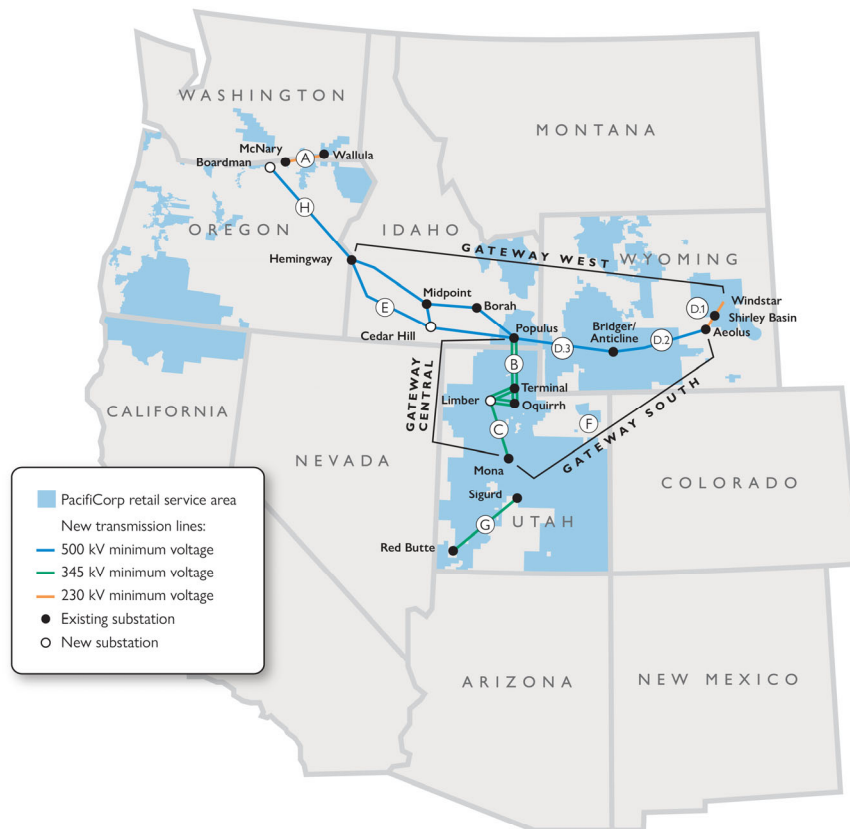 WASHINGTON
MONTANA
McNary
A
Wallula
Boardman
H
OREGON
IDAHO
GATEWAY WEST
WYOMING
Hemingway
Midpoint
Borah
E
Cedar Hill
Populus
Bridger/
Anticline
D.1
Windstar
Shirley Basin
Aeolus
D.2
D.3
B
GATEWAY
CENTRAL
Terminal
Limber
Oquirrh
CALIFORNIA
C
F
GATEWAY SOUTH
NEVADA
Mona
COLORADO
Sigurd
UTAH
G
Red Butte
PacifiCorp retail service area
New transmission lines:
500 kV minimum voltage
345 kV minimum voltage
230 kV minimum voltage
Existing substation
New substation
ARIZONA
NEW MEXICO